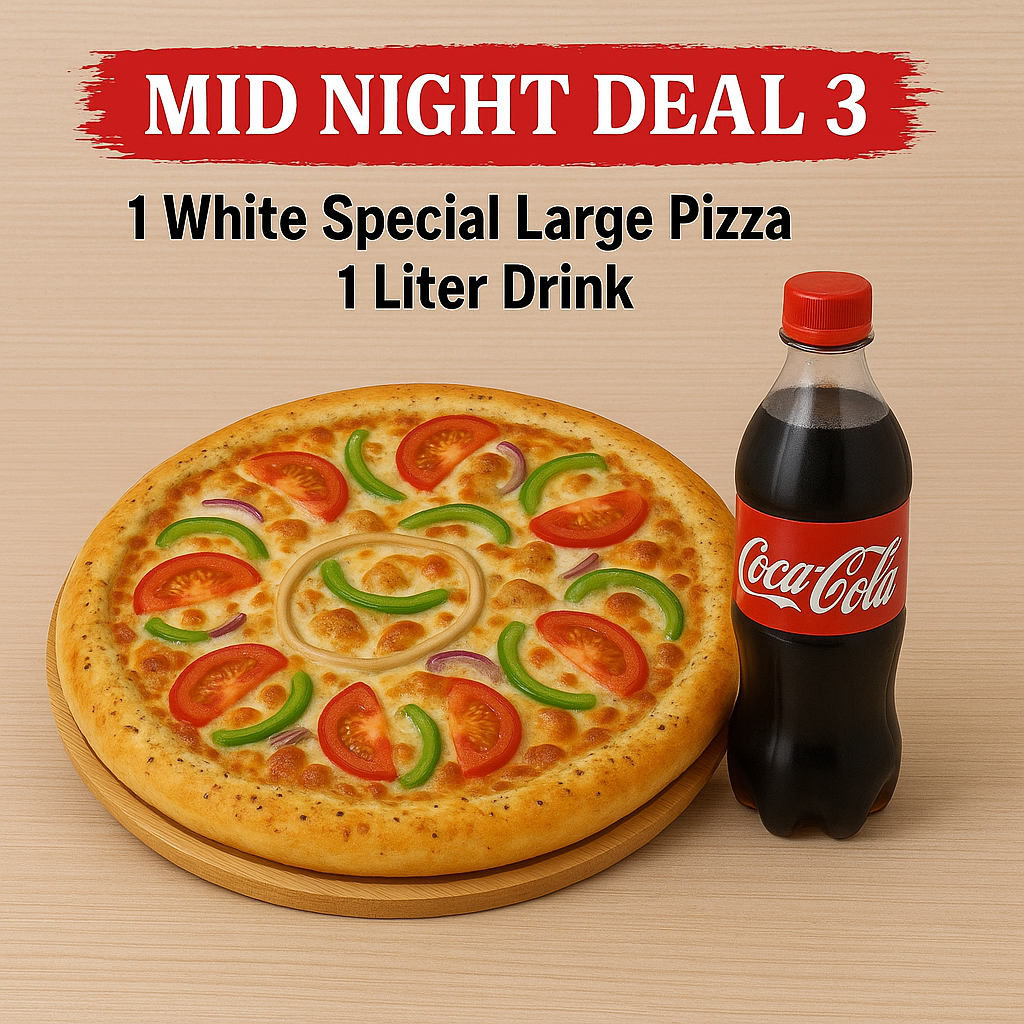 MID NIGHT DEAL 3
1 White Special Large Pizza
1 Liter Drink
Coca-Cola